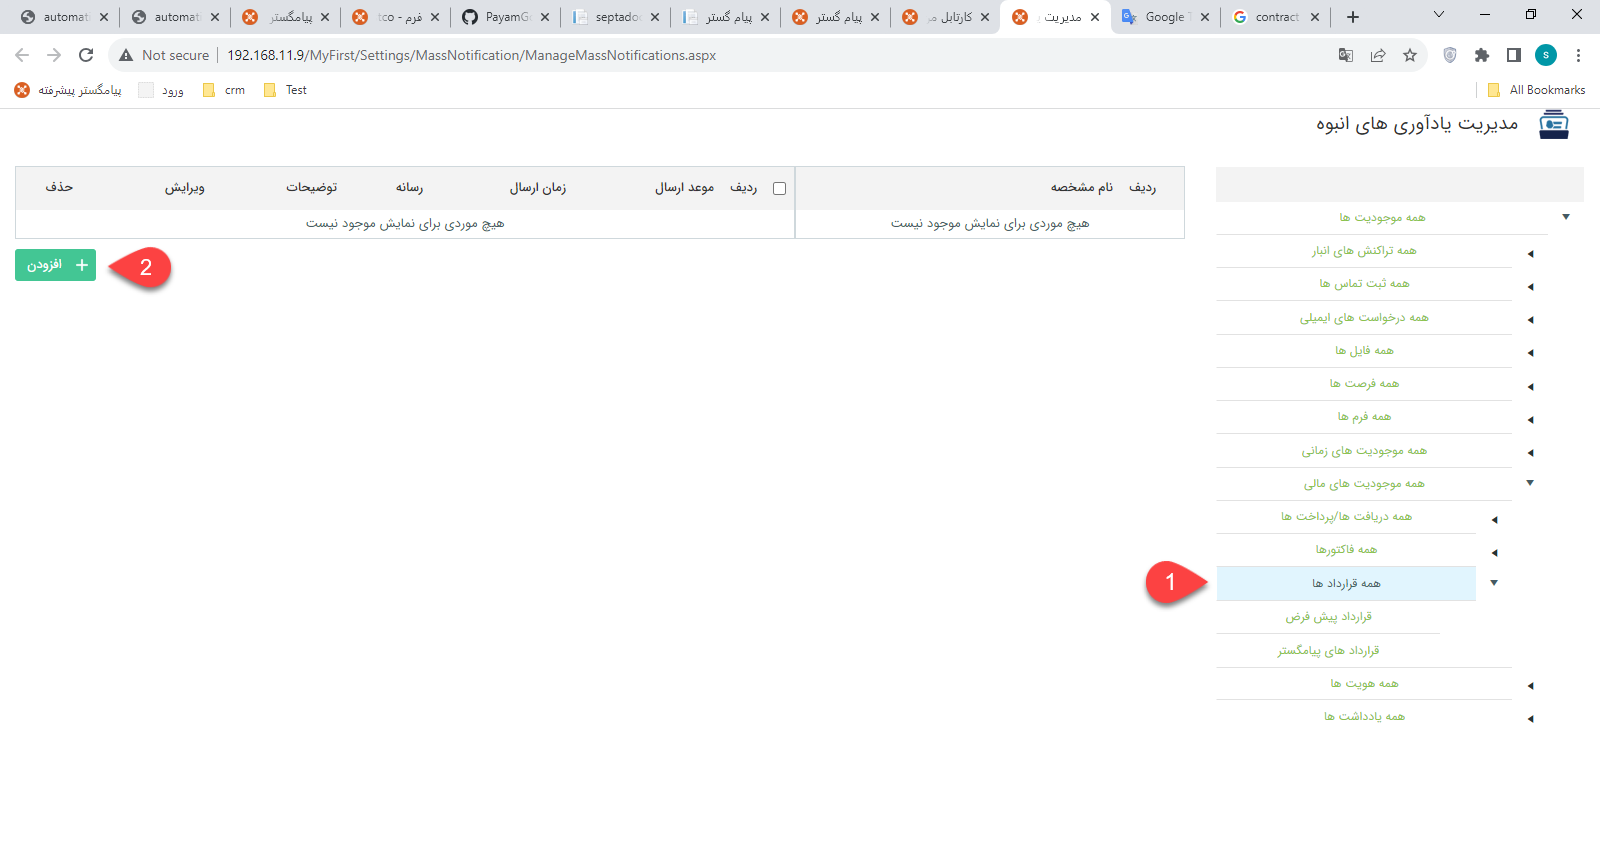 automati
automati
پیامگستر
فرم - tco
PayamG
septadoc
پیام گستر
پیام گستر
کارتابل مر
مدیریت ی
Google T
contract
Not secure
192.168.11.9/MyFirst/Settings/MassNotification/ManageMassNotifications.aspx
S
پیامگستر پیشرفته
ورود
crm
Test
All Bookmarks
مدیریت یادآوری های انبوه
ردیف نام مشخصه
هیچ موردی برای نمایش موجود نیست
ردیف موعد ارسال زمان ارسال رسانه توضیحات ویرایش حذف
هیچ موردی برای نمایش موجود نیست
افزودن +
2
همه موجودیت ها
همه تراکنش های انبار
همه ثبت تماس ها
همه درخواست های ایمیلی
همه فایل ها
همه فرصت ها
همه فرم ها
همه موجودیت های زمانی
همه موجودیت های مالی
همه دریافت ها/پرداخت ها
همه فاکتورها
1
همه قرارداد ها
قرارداد پیش فرض
قرارداد های پیامگستر
همه هویت ها
همه یادداشت ها